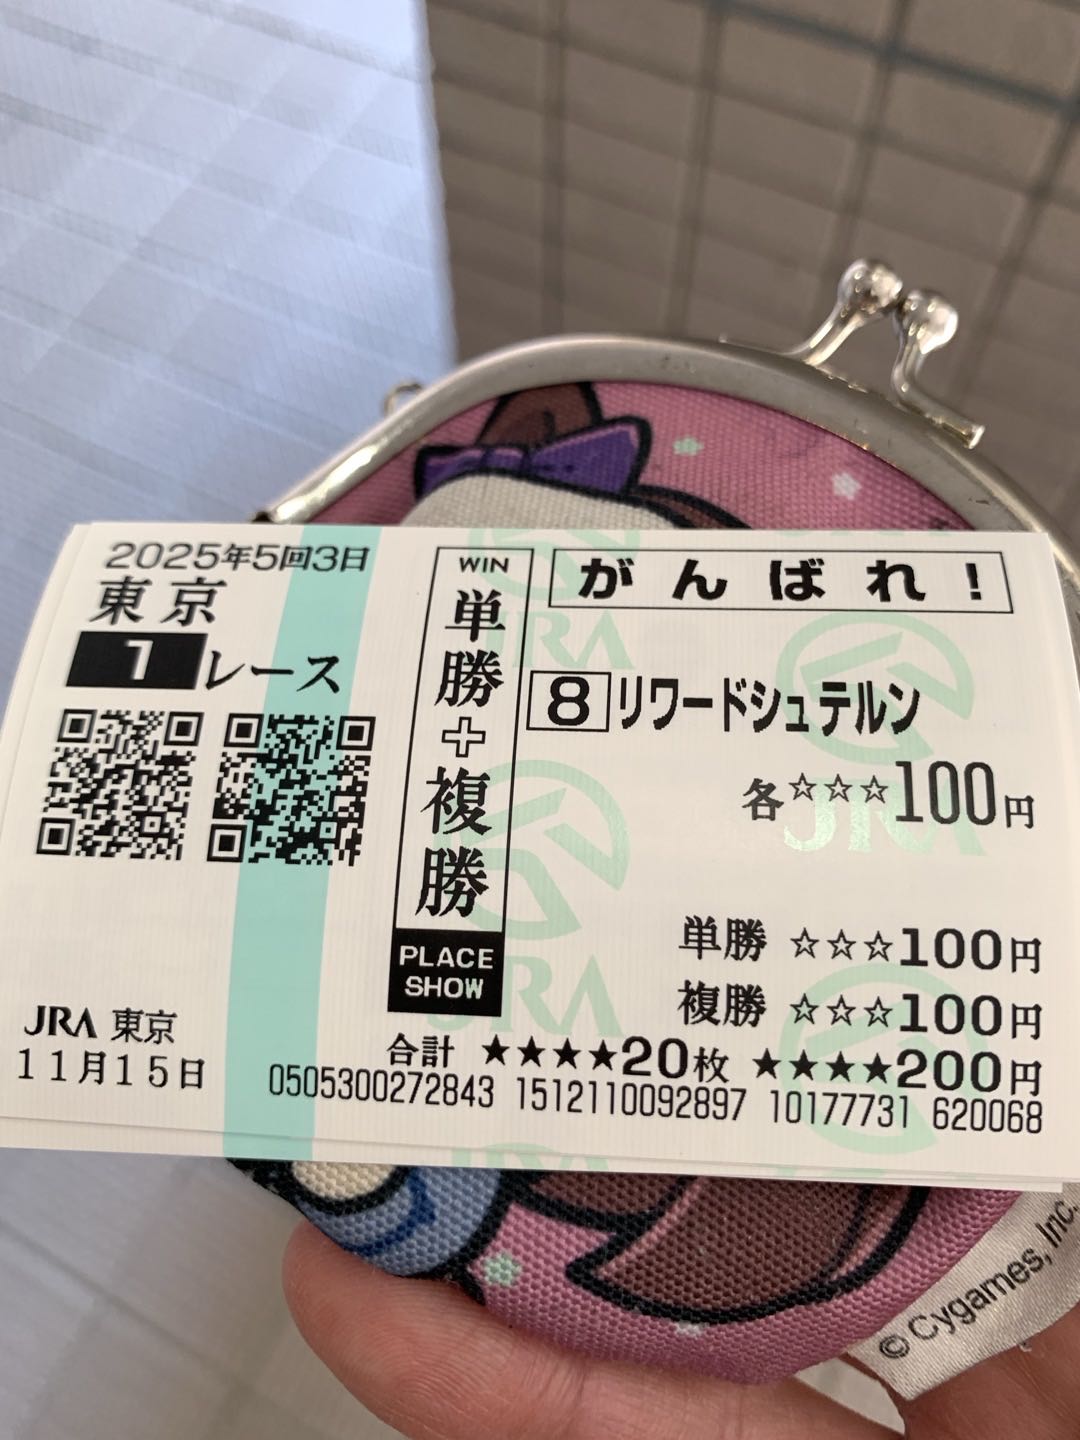 2025年5回3日
東京
1レース
JRA 東京
11月15日
WIN
単勝+複勝
PLACE
SHOW
がんばれ!
8 リワードシュテルン
各☆☆☆100円
単勝 ☆☆☆100円
複勝 ☆☆☆100円
合計 ★★★★20枚 ★★★★200円
0505300272843 1512110092897 10177731 620068
JRA
JRA
JRA
© Cygames, Inc.